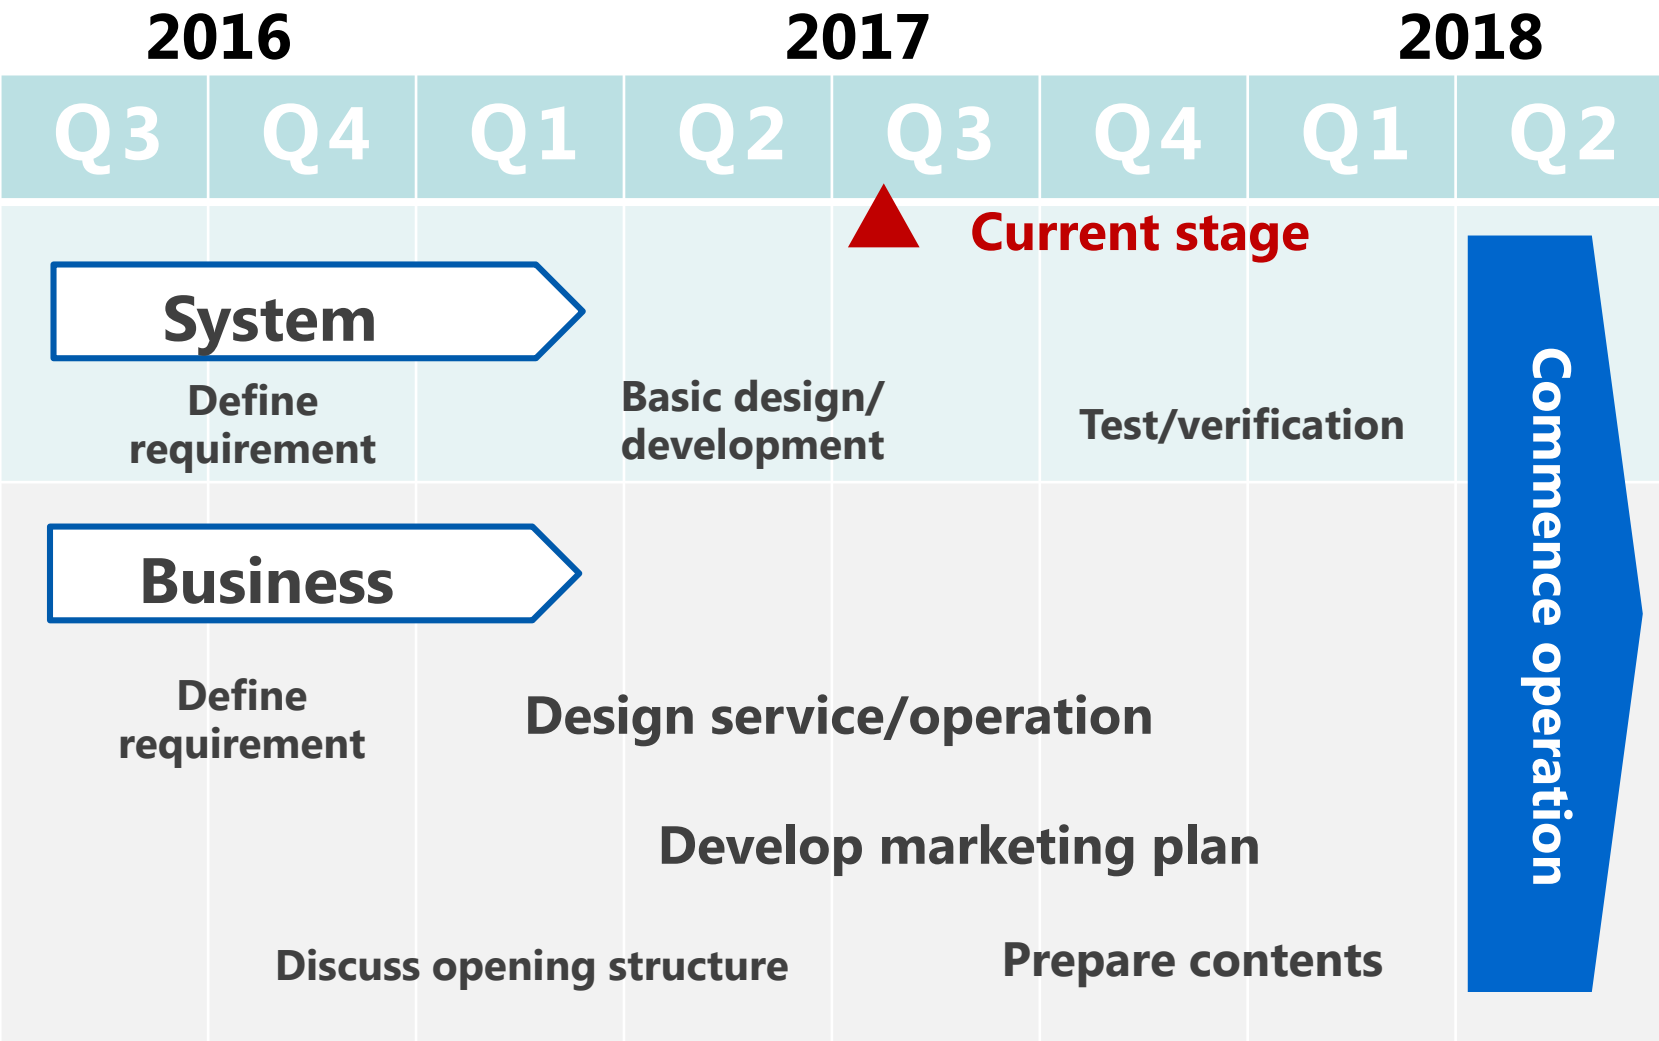 2016 2017 2018
Q3 Q4 Q1 Q2 Q3 Q4 Q1 Q2
Current stage
System
Define
requirement
Basic design/
development
Test/verification
Business
Define
requirement
Design service/operation
Develop marketing plan
Discuss opening structure
Prepare contents
Commence operation